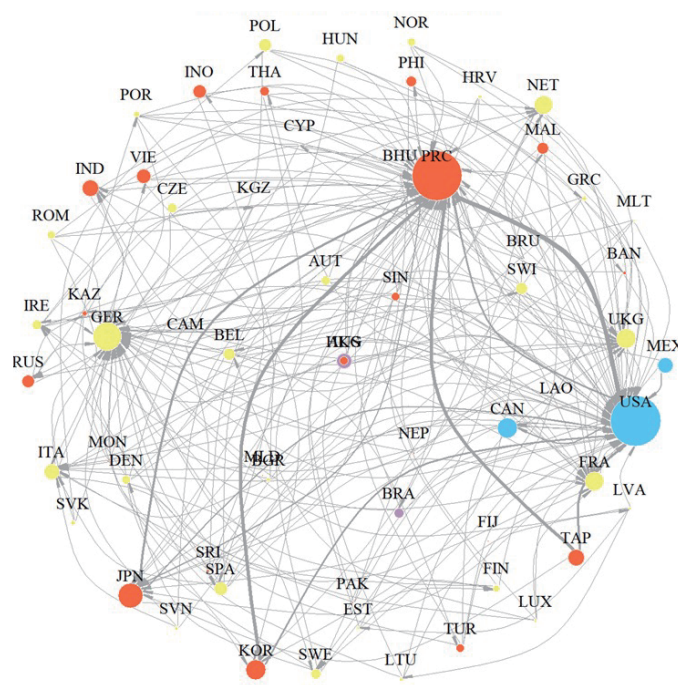 NOR
POL
HUN
PHI
INO
THA
HRV
NET
POR
CYP
MAL
VIE
BHU
PRC
IND
CZE
KGZ
GRC
MLT
ROM
BRU
AUT
BAN
SIN
SWI
KAZ
IRE
GER
CAM
BEL
UKG
MEX
RUS
LAO
USA
CAN
NEP
MON
ITA
DEN
MLD
BGR
FRA
BRA
LVA
SVK
FIJ
TAP
SRI
JPN
SPA
FIN
PAK
SVN
EST
LUX
TUR
KOR
SWE
LTU